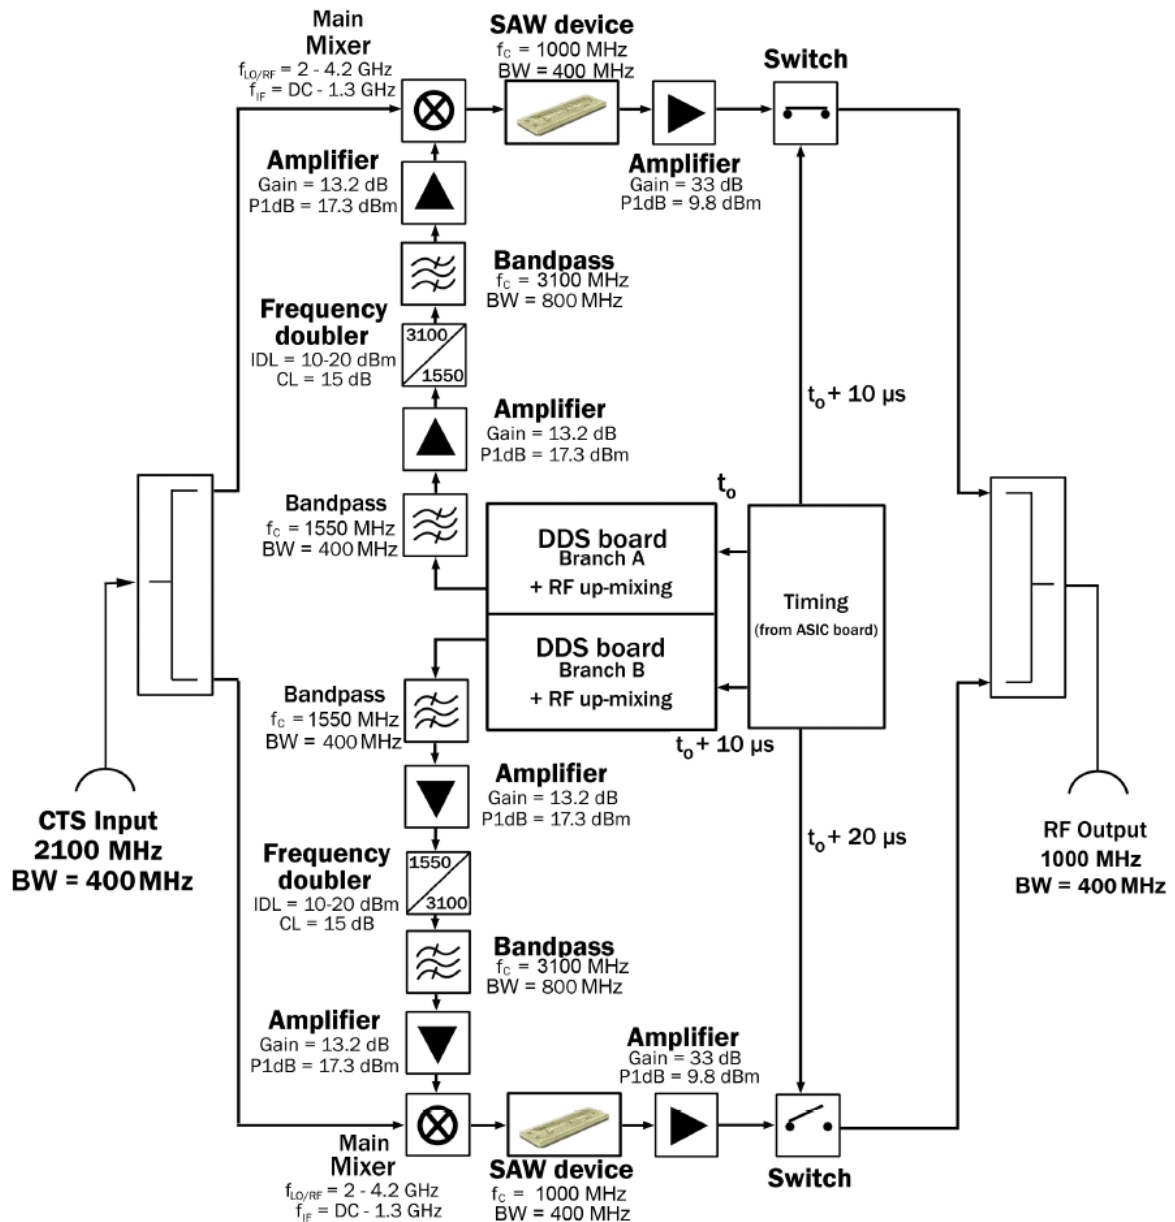 Main
Mixer
fLO/RF = 2 - 4.2 GHz
fIF = DC - 1.3 GHz
SAW device
fC = 1000 MHz
BW = 400 MHz
Switch
Amplifier
Gain = 13.2 dB
P1dB = 17.3 dBm
Amplifier
Gain = 33 dB
P1dB = 9.8 dBm
Bandpass
fC = 3100 MHz
BW = 800 MHz
Frequency
doubler
IDL = 10-20 dBm
CL = 15 dB
3100
1550
to + 10 µs
Amplifier
Gain = 13.2 dB
P1dB = 17.3 dBm
Bandpass
fC = 1550 MHz
BW = 400 MHz
to
DDS board
Branch A
+ RF up-mixing
Timing
(from ASIC board)
DDS board
Branch B
+ RF up-mixing
Bandpass
fC = 1550 MHz
BW = 400 MHz
to + 10 µs
Amplifier
Gain = 13.2 dB
P1dB = 17.3 dBm
CTS Input
2100 MHz
BW = 400 MHz
to + 20 µs
RF Output
1000 MHz
BW = 400 MHz
Frequency
doubler
IDL = 10-20 dBm
CL = 15 dB
1550
3100
Bandpass
fC = 3100 MHz
BW = 800 MHz
Amplifier
Gain = 13.2 dB
P1dB = 17.3 dBm
Amplifier
Gain = 33 dB
P1dB = 9.8 dBm
Main
Mixer
fLO/RF = 2 - 4.2 GHz
fIF = DC - 1.3 GHz
SAW device
fC = 1000 MHz
BW = 400 MHz
Switch